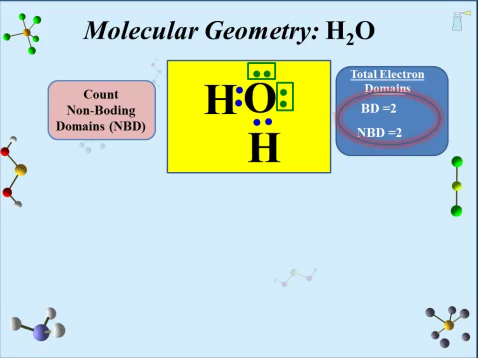 Molecular Geometry: H₂O
Count
Non-Boding
Domains (NBD)
H O
H
Total Electron
Domains
BD =2
NBD =2